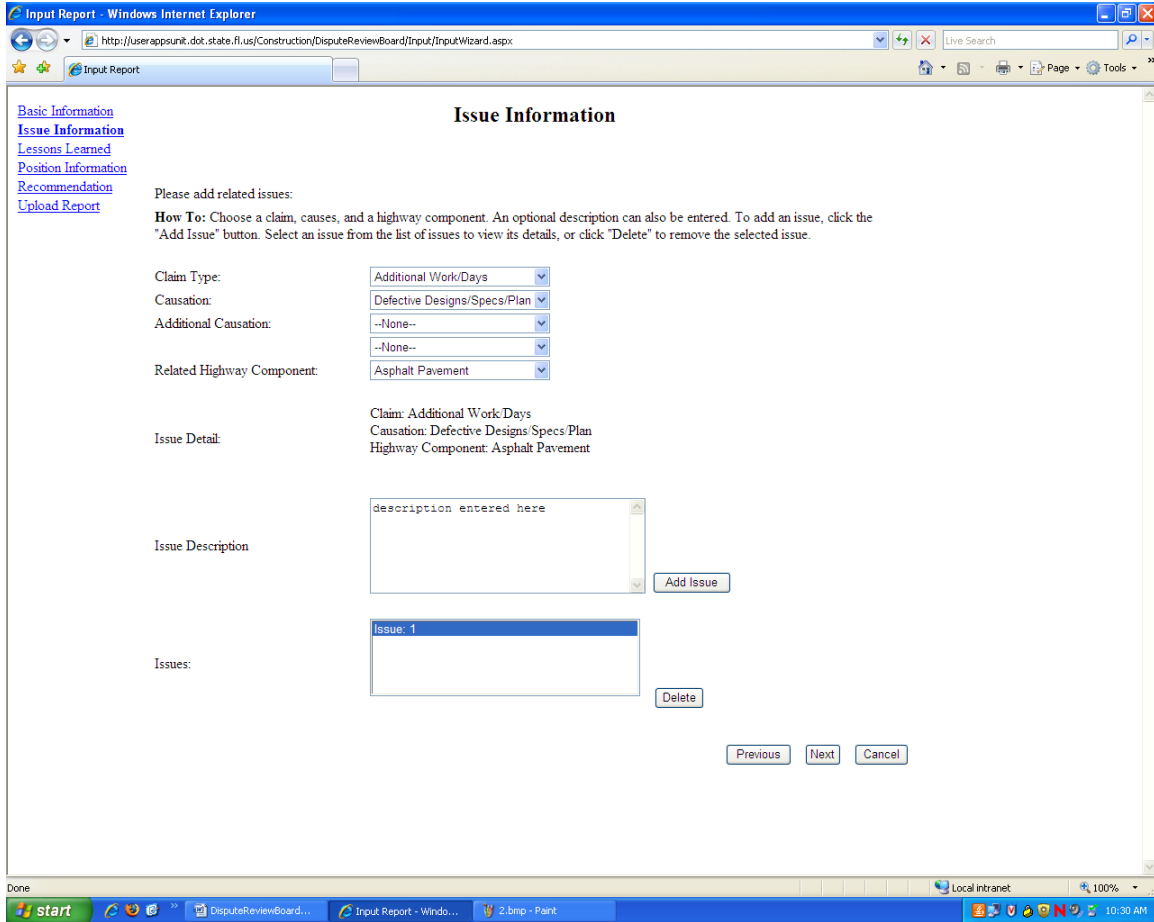 Input Report - Windows Internet Explorer
http://userappsunit.dot.state.fl.us/Construction/DisputeReviewBoard/Input/InputWizard.aspx
Live Search
Input Report
Page
Tools
Basic Information
Issue Information
Lessons Learned
Position Information
Recommendation
Upload Report
Issue Information
Please add related issues:
How To: Choose a claim, causes, and a highway component. An optional description can also be entered. To add an issue, click the
"Add Issue" button. Select an issue from the list of issues to view its details, or click "Delete" to remove the selected issue.
Claim Type: Additional Work/Days
Causation: Defective Designs/Specs/Plan
Additional Causation: --None--
--None--
Related Highway Component: Asphalt Pavement
Issue Detail:
Claim: Additional Work/Days
Causation: Defective Designs/Specs/Plan
Highway Component: Asphalt Pavement
Issue Description
description entered here
Add Issue
Issues:
Issue: 1
Delete
Previous Next Cancel
Done
Local intranet
100%
start
DisputeReviewBoard...
Input Report - Windo...
2.bmp - Paint
10:30 AM